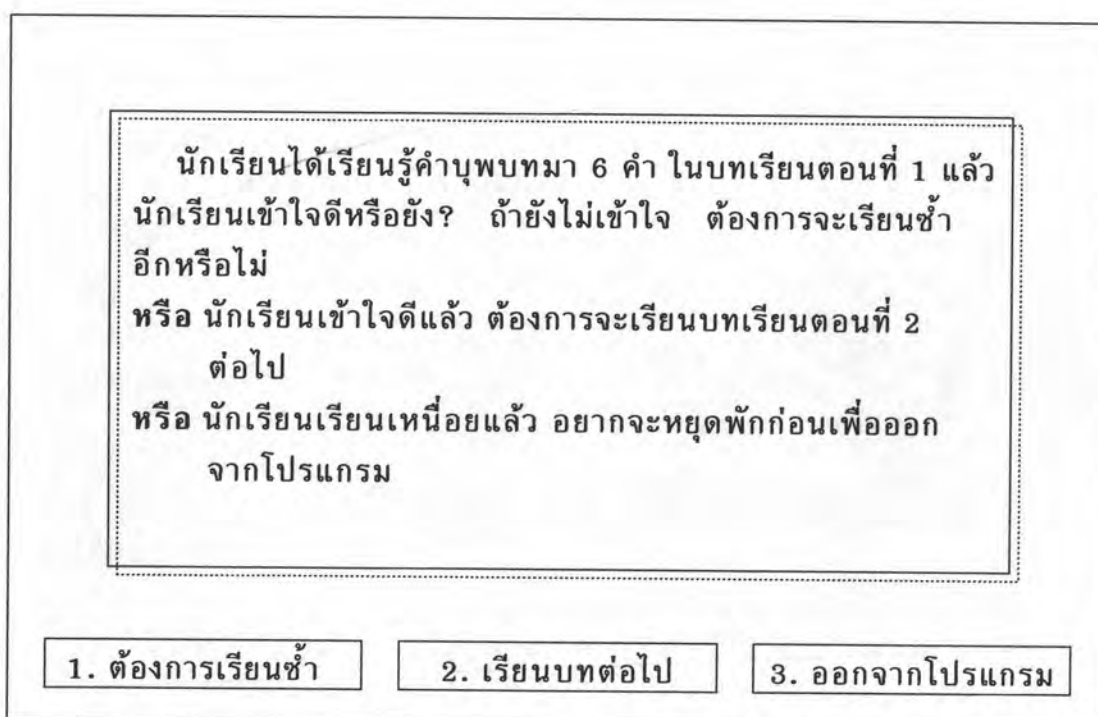 นักเรียนได้เรียนรู้คำบุพบทมา 6 คำ ในบทเรียนตอนที่ 1 แล้ว
นักเรียนเข้าใจดีหรือยัง? ถ้ายังไม่เข้าใจ ต้องการจะเรียนซ้ำ
อีกหรือไม่
หรือ นักเรียนเข้าใจดีแล้ว ต้องการจะเรียนบทเรียนตอนที่ 2
ต่อไป
หรือ นักเรียนเรียนเหนื่อยแล้ว อยากจะหยุดพักก่อนเพื่อออก
จากโปรแกรม
1. ต้องการเรียนซ้ำ
2. เรียนบทต่อไป
3. ออกจากโปรแกรม